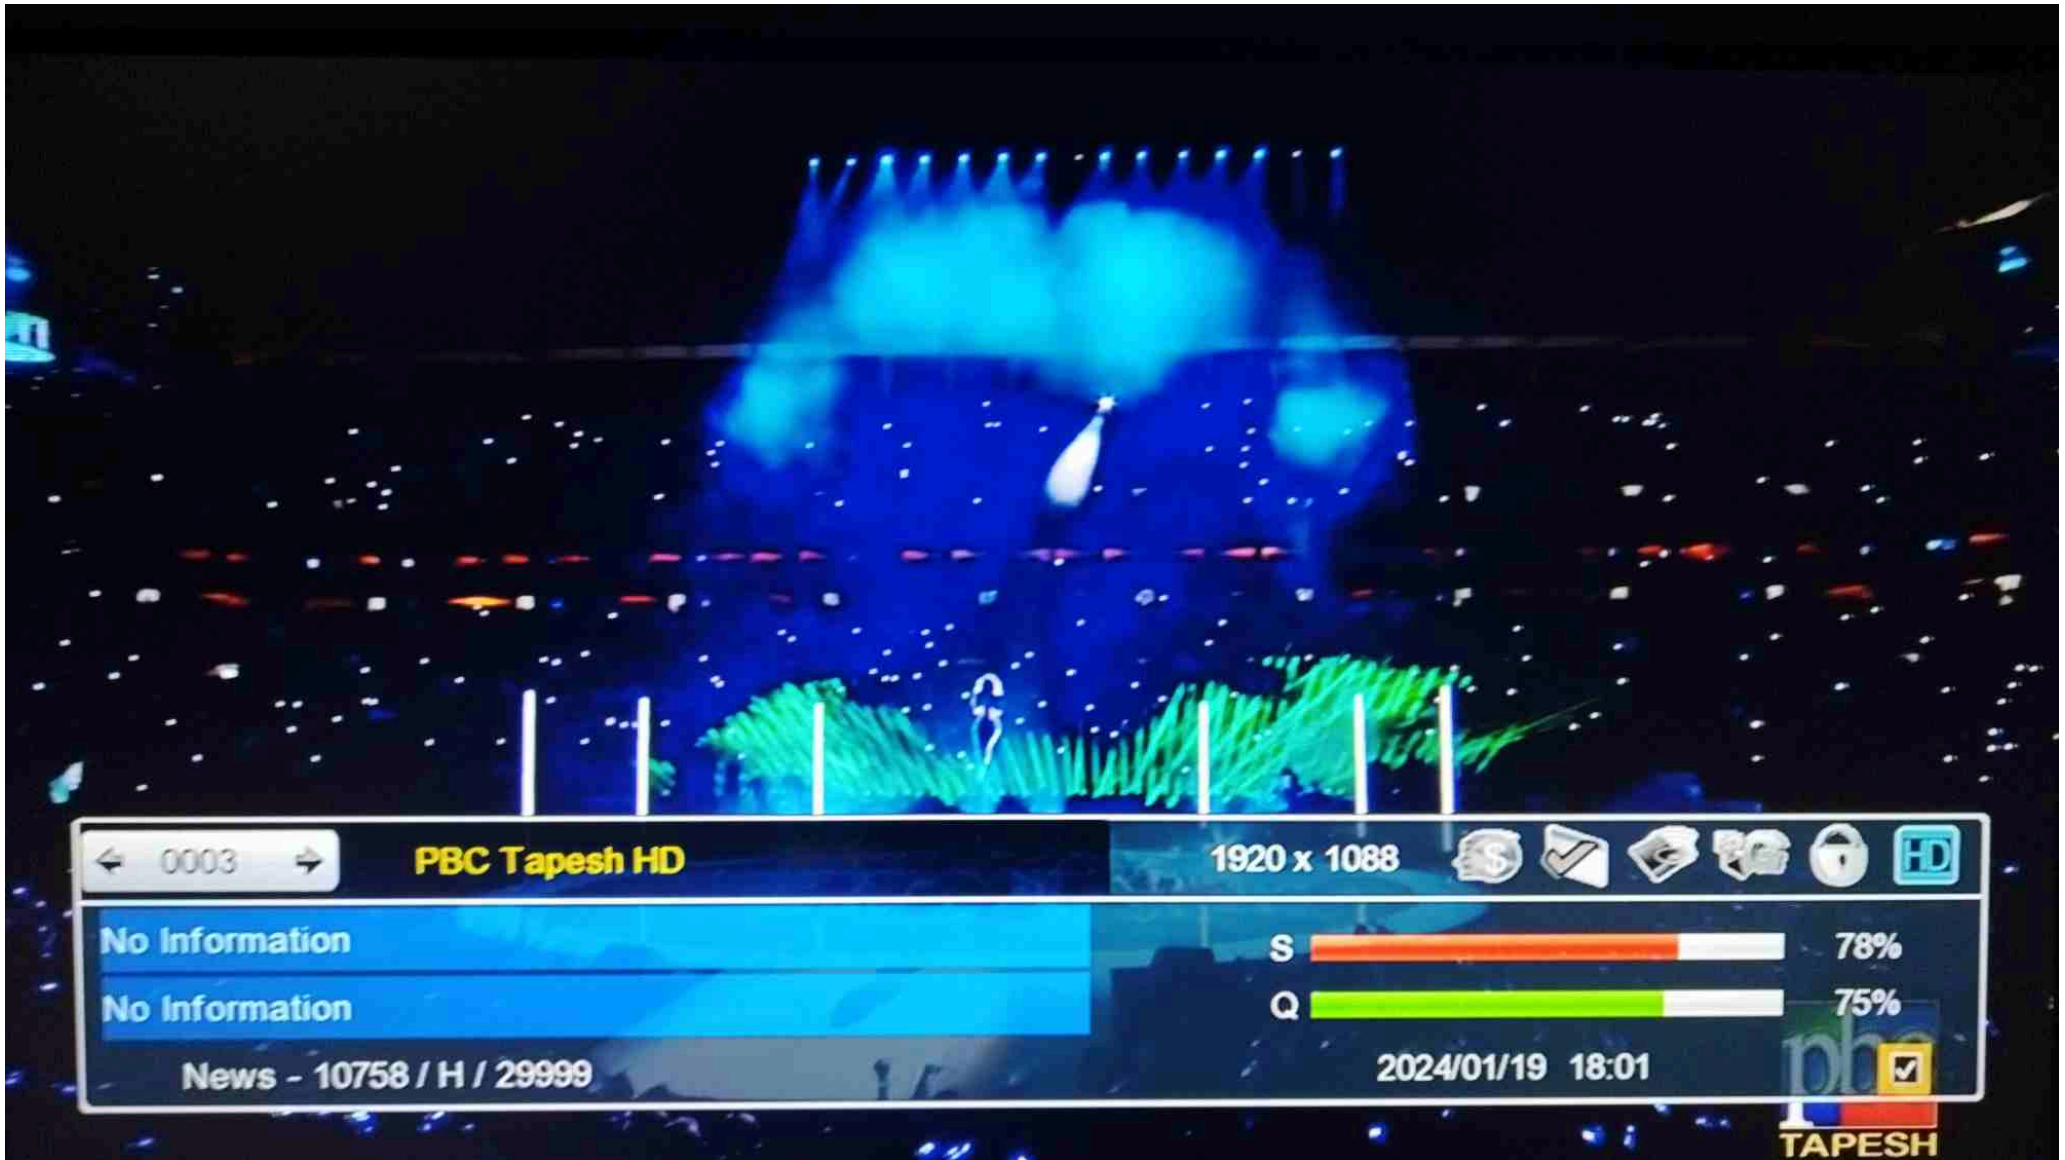 0003
PBC Tapesh HD
1920 x 1088
$
HD
No Information
S 78%
No Information
Q 75%
News - 10758 / H / 29999
2024/01/19 18:01
pbc
TAPESH